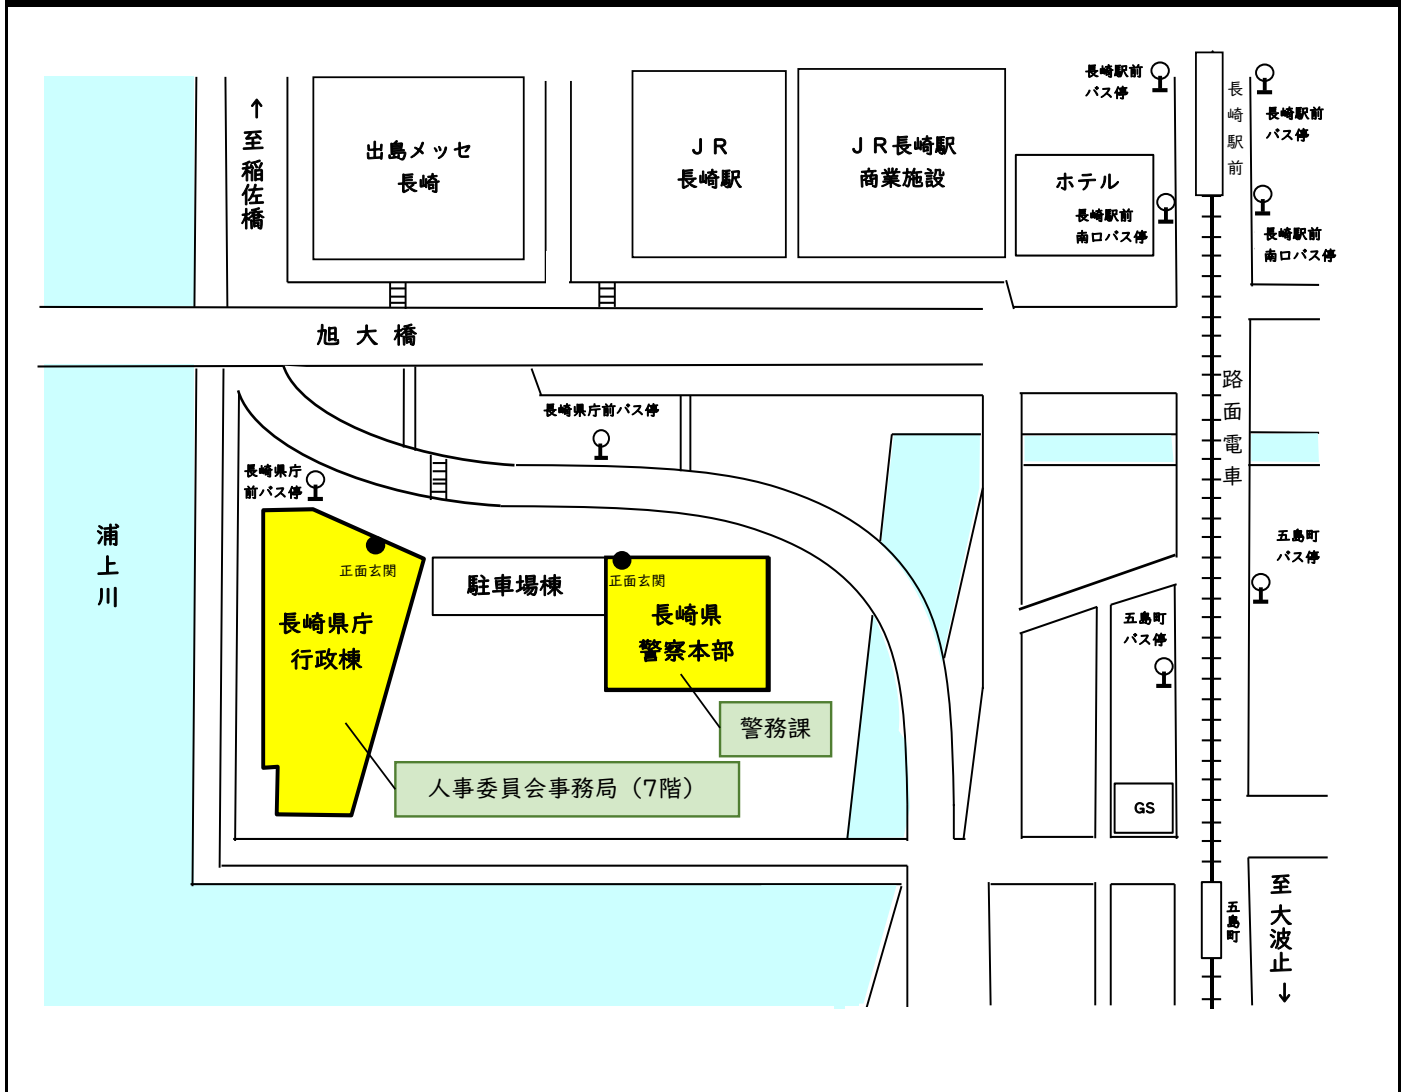 長崎駅前
バス停
長崎駅前
長崎駅前
バス停
↑
至
稲佐橋
出島メッセ
長崎
ＪＲ
長崎駅
ＪＲ長崎駅
商業施設
ホテル
長崎駅前
南口バス停
長崎駅前
南口バス停
旭大橋
路面電車
長崎県庁前バス停
長崎県庁
前バス停
浦上川
正面玄関
長崎県庁
行政棟
駐車場棟
正面玄関
長崎県
警察本部
五島町
バス停
五島町
バス停
警務課
人事委員会事務局（7階）
GS
五島町
至
大波止
↓